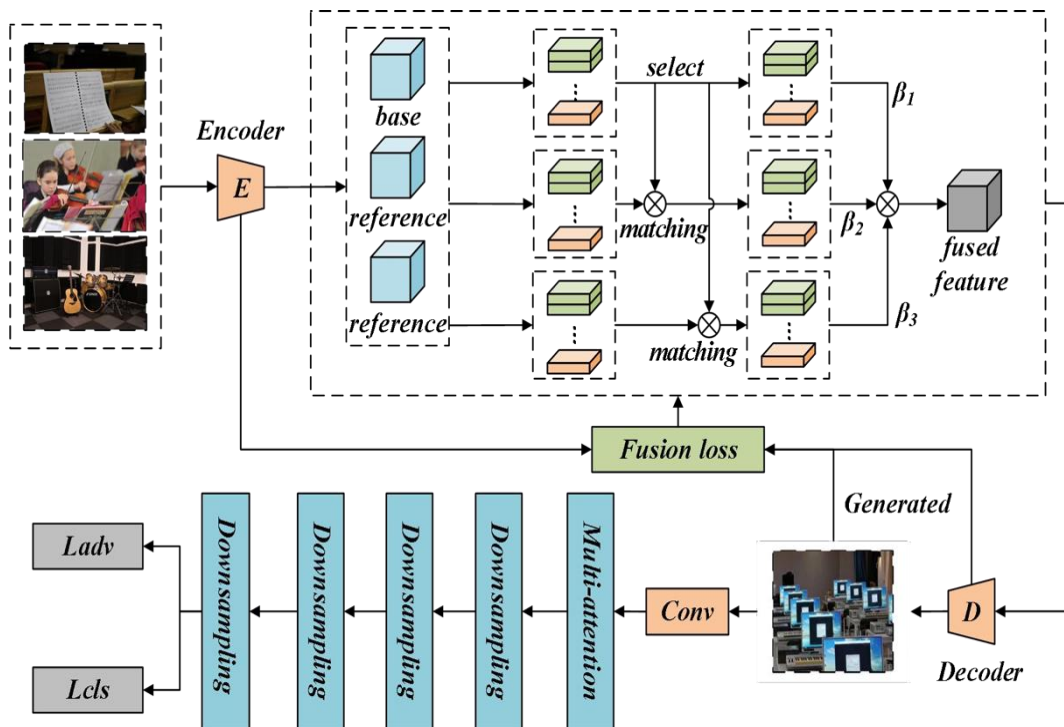 Encoder
E
base
reference
reference
select
matching
matching
β1
β2
β3
fused
feature
Fusion loss
Generated
D
Decoder
Conv
Multi-attention
Downsampling
Downsampling
Downsampling
Downsampling
Ladv
Lcls